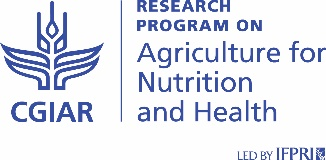 RESEARCH
PROGRAM ON
Agriculture for
Nutrition
and Health
CGIAR
LED BY IFPRI